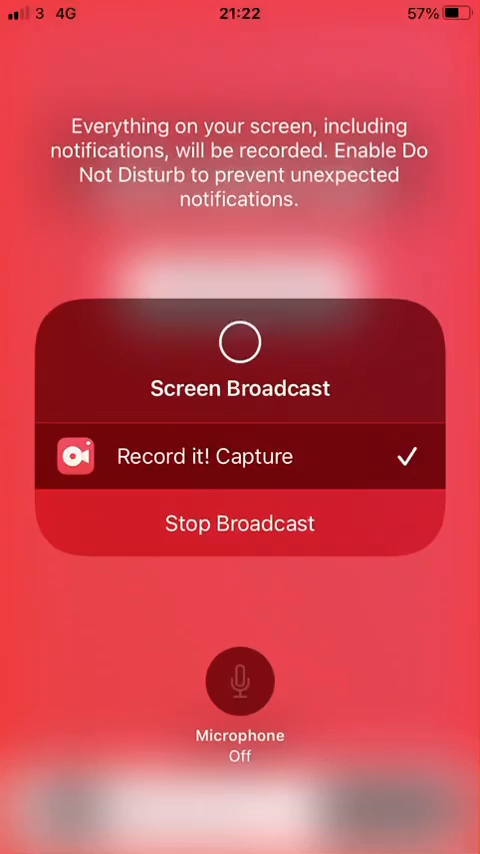 3 4G 21:22 57%
Everything on your screen, including
notifications, will be recorded. Enable Do
Not Disturb to prevent unexpected
notifications.
Screen Broadcast
Record it! Capture
Stop Broadcast
Microphone
Off